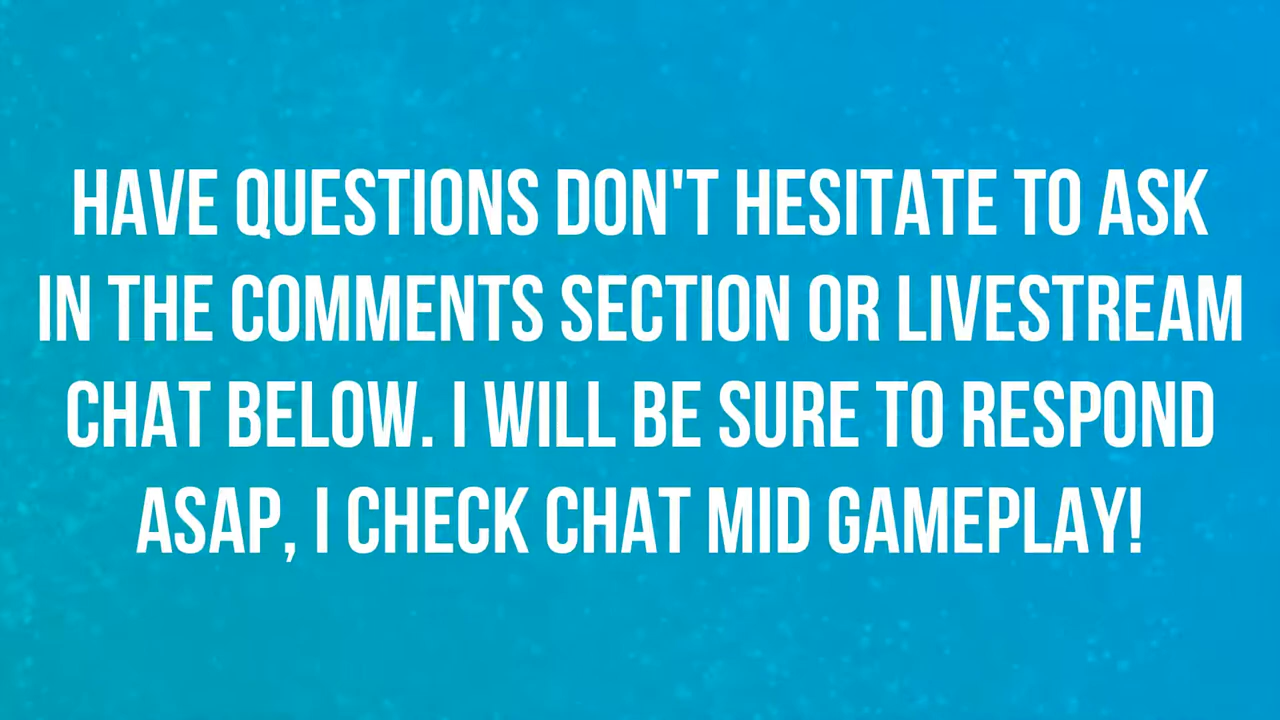 HAVE QUESTIONS DON'T HESITATE TO ASK
IN THE COMMENTS SECTION OR LIVESTREAM
CHAT BELOW. I WILL BE SURE TO RESPOND
ASAP, I CHECK CHAT MID GAMEPLAY!